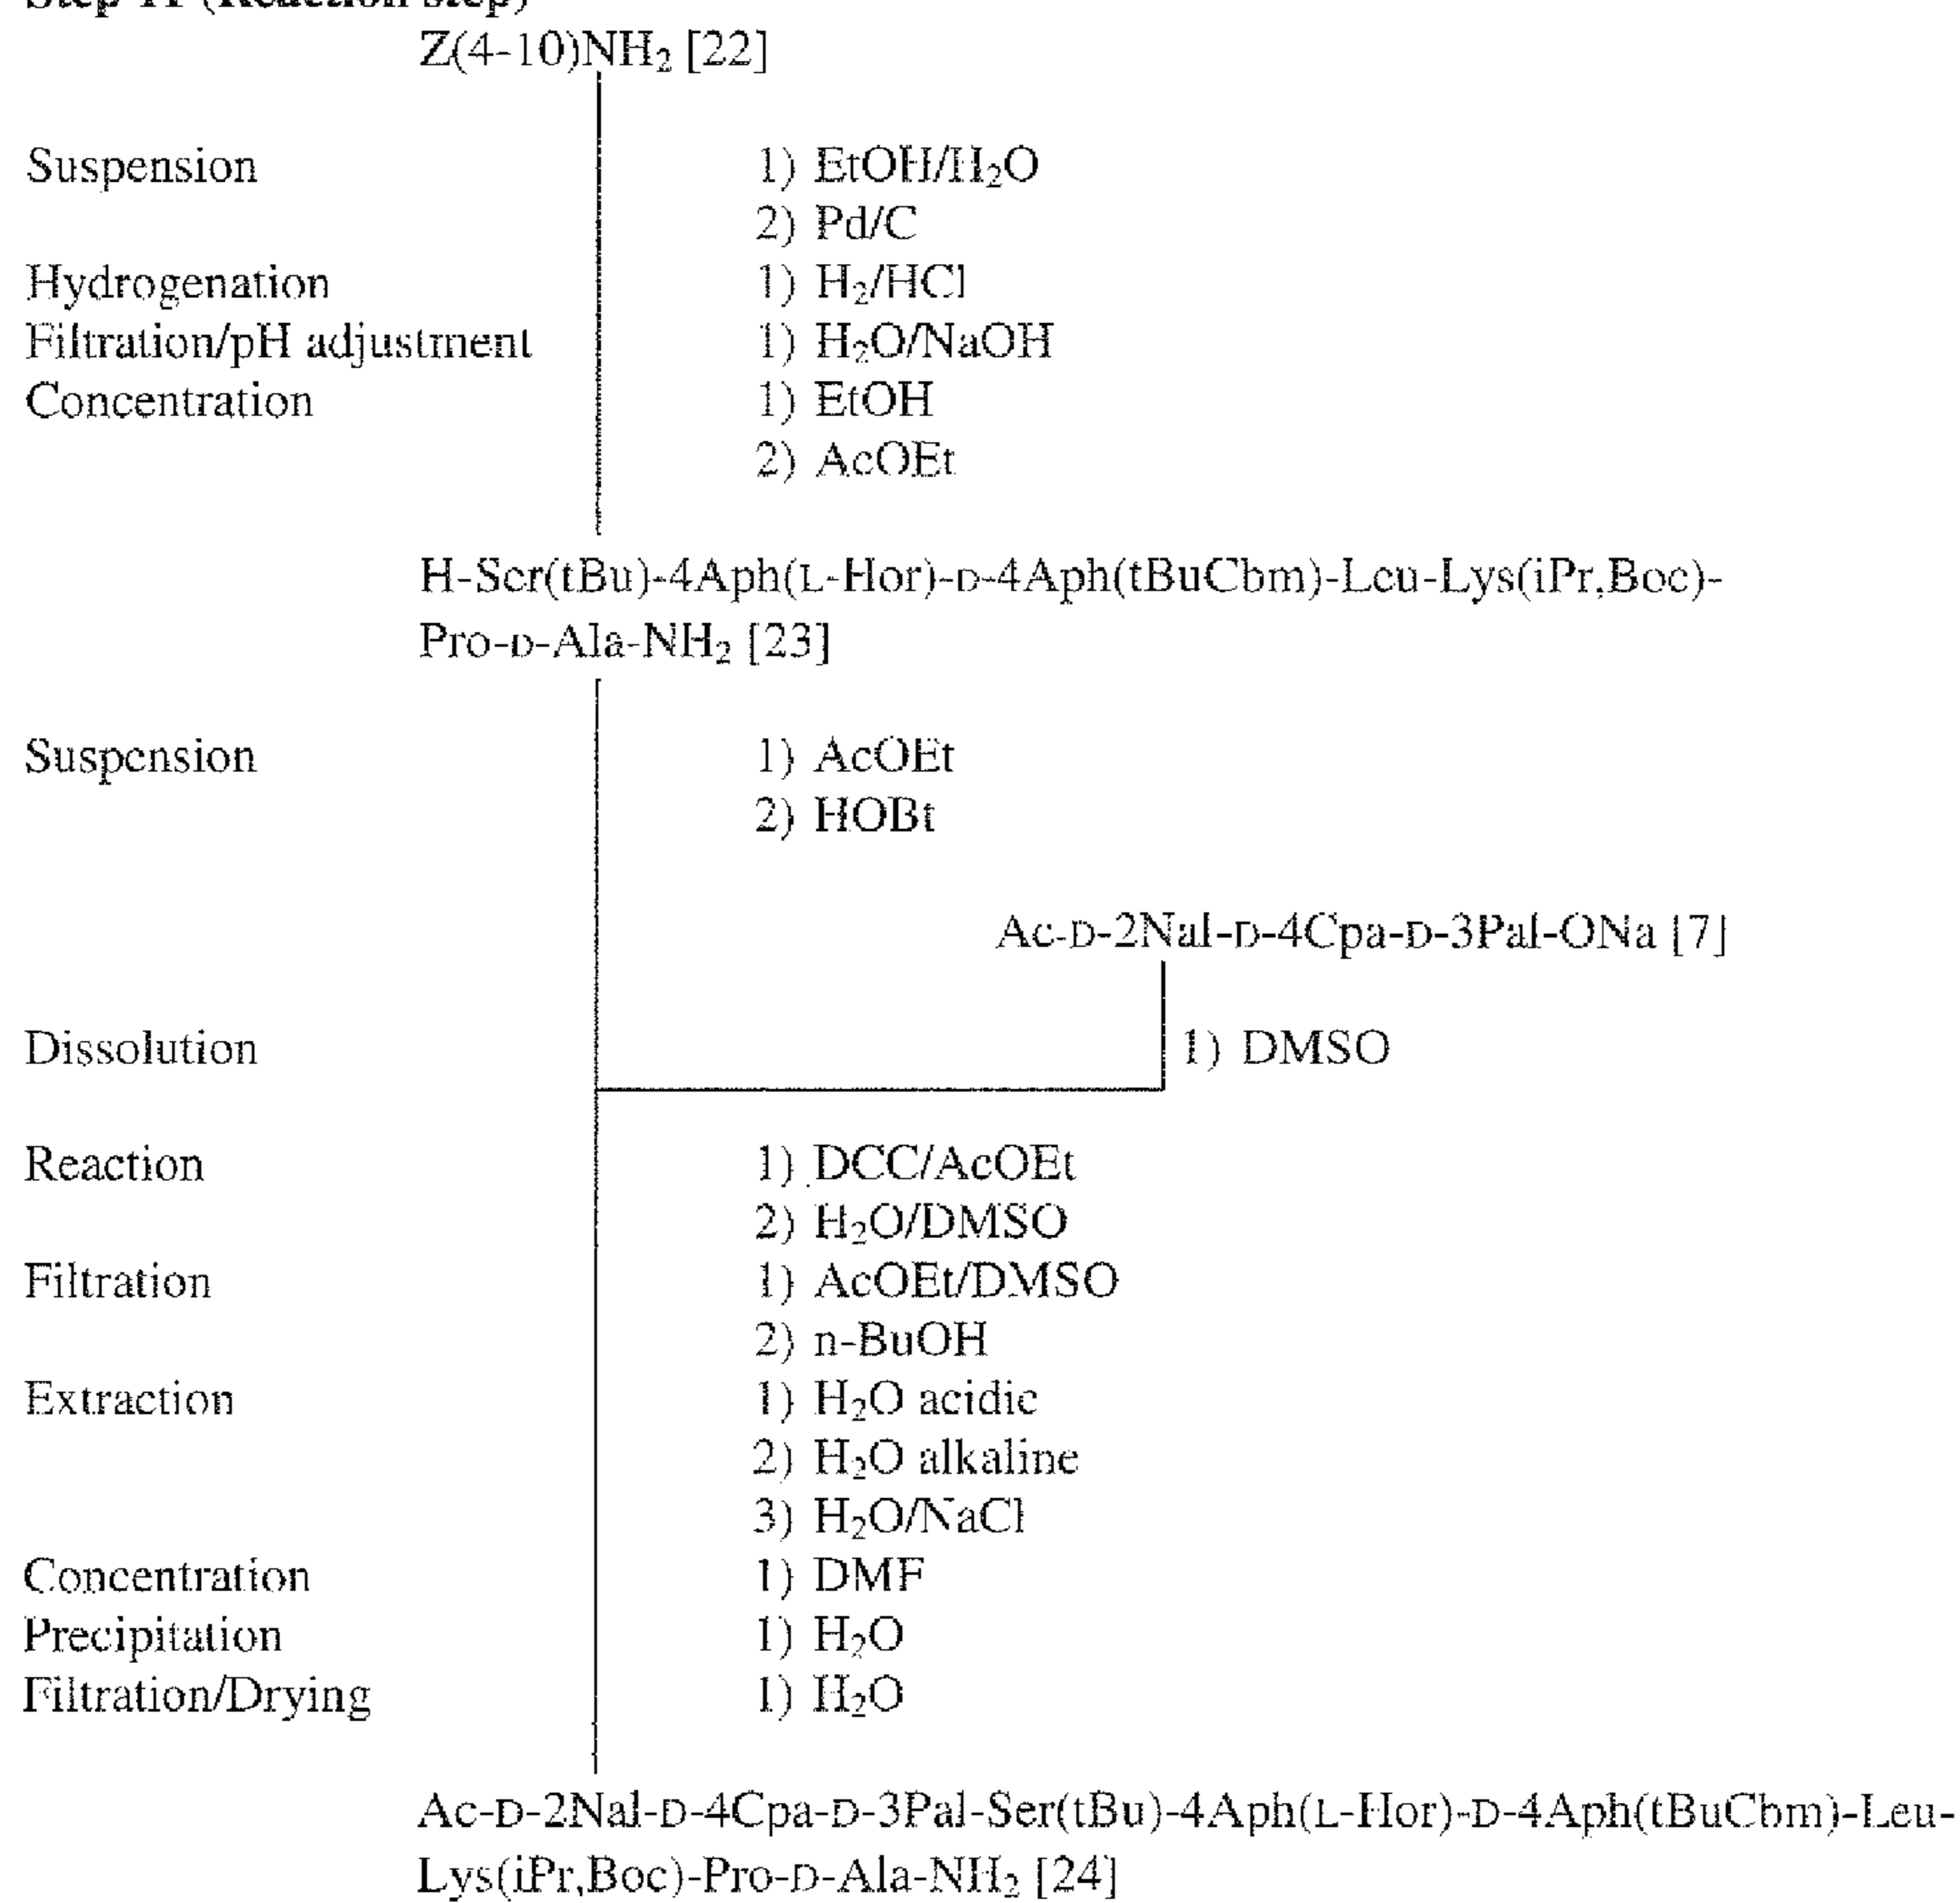 Step 11 (Reaction step)
Z(4-10)NH₂ [22]
Suspension 1) EtOH/H₂O
2) Pd/C
Hydrogenation 1) H₂/HCl
Filtration/pH adjustment 1) H₂O/NaOH
Concentration 1) EtOH
2) AcOEt
H-Ser(tBu)-4Aph(L-Hor)-D-4Aph(tBuCbm)-Leu-Lys(iPr,Boc)-
Pro-D-Ala-NH₂ [23]
Suspension 1) AcOEt
2) HOBt
Ac-D-2Nal-D-4Cpa-D-3Pal-ONa [7]
Dissolution 1) DMSO
Reaction 1) DCC/AcOEt
2) H₂O/DMSO
Filtration 1) AcOEt/DMSO
2) n-BuOH
Extraction 1) H₂O acidic
2) H₂O alkaline
3) H₂O/NaCl
Concentration 1) DMF
Precipitation 1) H₂O
Filtration/Drying 1) H₂O
Ac-D-2Nal-D-4Cpa-D-3Pal-Ser(tBu)-4Aph(L-Hor)-D-4Aph(tBuCbm)-Leu-
Lys(iPr,Boc)-Pro-D-Ala-NH₂ [24]